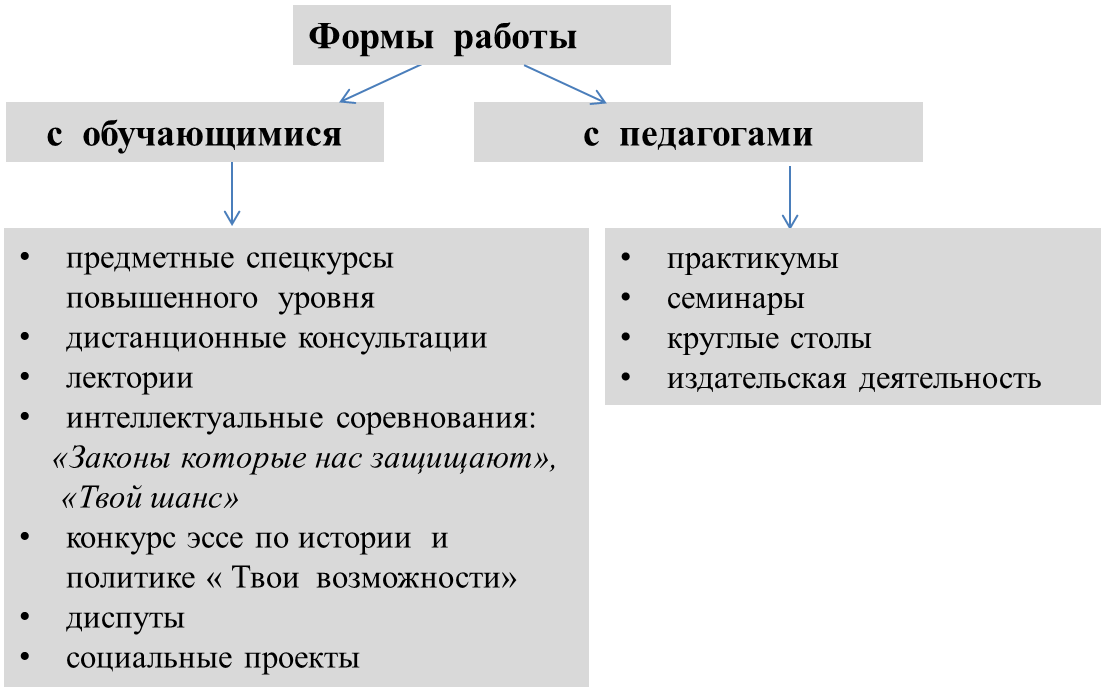 Формы работы
с обучающимися
с педагогами
• предметные спецкурсы
повышенного уровня
• дистанционные консультации
• лектории
• интеллектуальные соревнования:
«Законы которые нас защищают»,
«Твой шанс»
• конкурс эссе по истории и
политике « Твои возможности»
• диспуты
• социальные проекты
• практикумы
• семинары
• круглые столы
• издательская деятельность